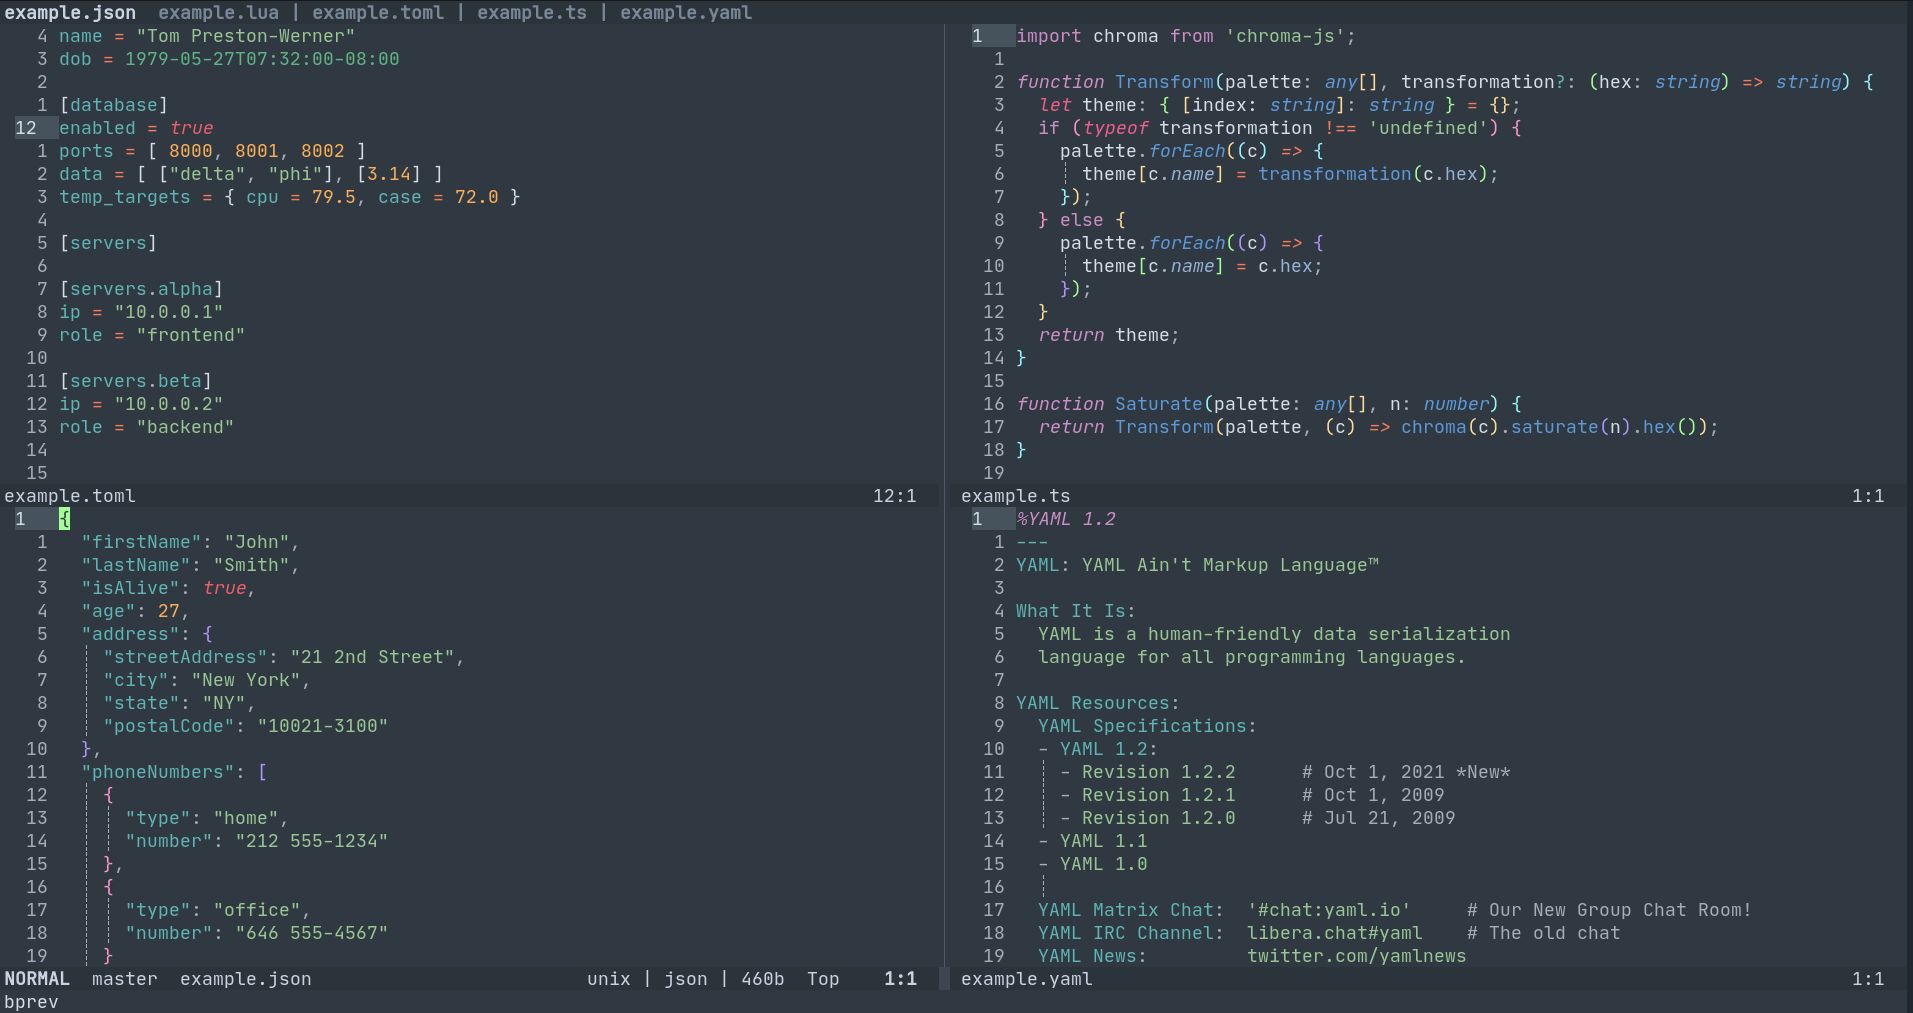 example.json  example.lua | example.toml | example.ts | example.yaml
4 name = "Tom Preston-Werner"
3 dob = 1979-05-27T07:32:00-08:00
2
1 [database]
12 enabled = true
1 ports = [ 8000, 8001, 8002 ]
2 data = [ ["delta", "phi"], [3.14] ]
3 temp_targets = { cpu = 79.5, case = 72.0 }
4
5 [servers]
6
7 [servers.alpha]
8 ip = "10.0.0.1"
9 role = "frontend"
10
11 [servers.beta]
12 ip = "10.0.0.2"
13 role = "backend"
14
15
example.toml 12:1
1 import chroma from 'chroma-js';
1
2 function Transform(palette: any[], transformation?: (hex: string) => string) {
3   let theme: { [index: string]: string } = {};
4   if (typeof transformation !== 'undefined') {
5     palette.forEach((c) => {
6       theme[c.name] = transformation(c.hex);
7     });
8   } else {
9     palette.forEach((c) => {
10       theme[c.name] = c.hex;
11     });
12   }
13   return theme;
14 }
15
16 function Saturate(palette: any[], n: number) {
17   return Transform(palette, (c) => chroma(c).saturate(n).hex());
18 }
19
example.ts 1:1
1 {
1   "firstName": "John",
2   "lastName": "Smith",
3   "isAlive": true,
4   "age": 27,
5   "address": {
6     "streetAddress": "21 2nd Street",
7     "city": "New York",
8     "state": "NY",
9     "postalCode": "10021-3100"
10   },
11   "phoneNumbers": [
12     {
13       "type": "home",
14       "number": "212 555-1234"
15     },
16     {
17       "type": "office",
18       "number": "646 555-4567"
19     }
NORMAL  master  example.json  unix | json | 460b  Top  1:1
1 %YAML 1.2
1 ---
2 YAML: YAML Ain't Markup Language™
3
4 What It Is:
5   YAML is a human-friendly data serialization
6   language for all programming languages.
7
8 YAML Resources:
9   YAML Specifications:
10   - YAML 1.2:
11     - Revision 1.2.2      # Oct 1, 2021 *New*
12     - Revision 1.2.1      # Oct 1, 2009
13     - Revision 1.2.0      # Jul 21, 2009
14   - YAML 1.1
15   - YAML 1.0
16
17   YAML Matrix Chat:  '#chat:yaml.io'     # Our New Group Chat Room!
18   YAML IRC Channel:  libera.chat#yaml    # The old chat
19   YAML News:         twitter.com/yamlnews
example.yaml 1:1
bprev